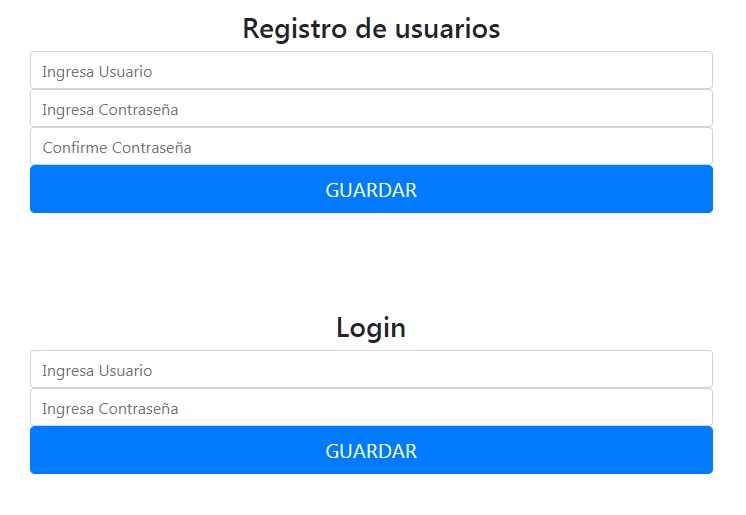 Registro de usuarios
Ingresa Usuario
Ingresa Contraseña
Confirme Contraseña
GUARDAR
Login
Ingresa Usuario
Ingresa Contraseña
GUARDAR